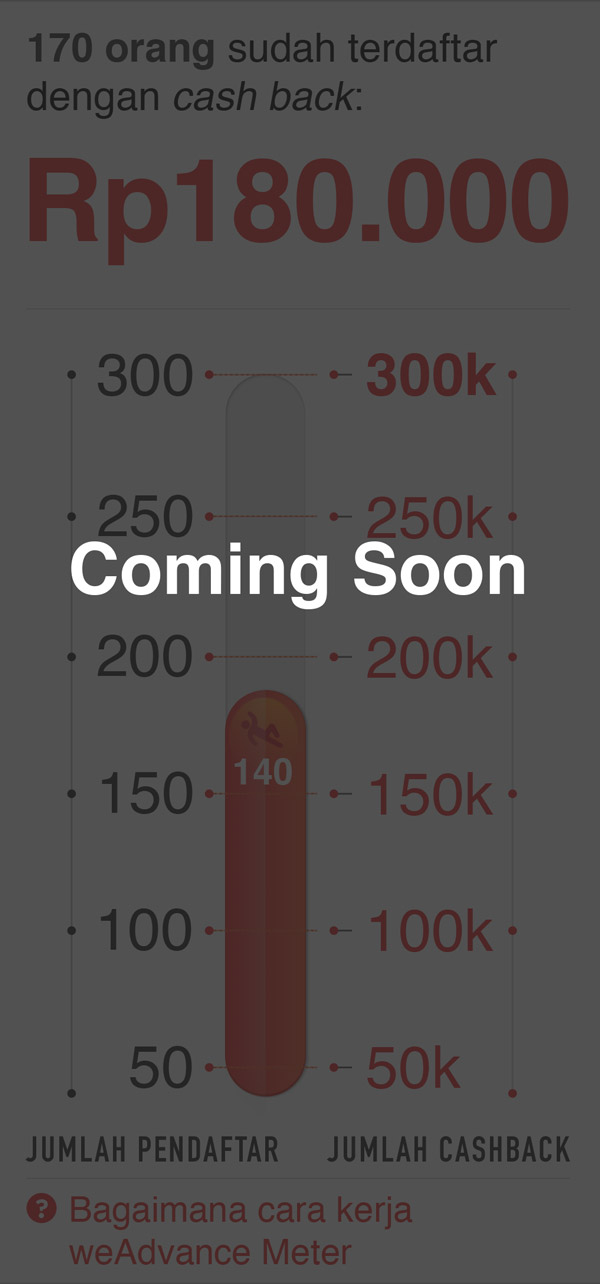 170 orang sudah terdaftar
dengan cash back:
Rp180.000
300 300k
250 250k
Coming Soon
200 200k
140
150 150k
100 100k
50 50k
JUMLAH PENDAFTAR JUMLAH CASHBACK
? Bagaimana cara kerja
weAdvance Meter